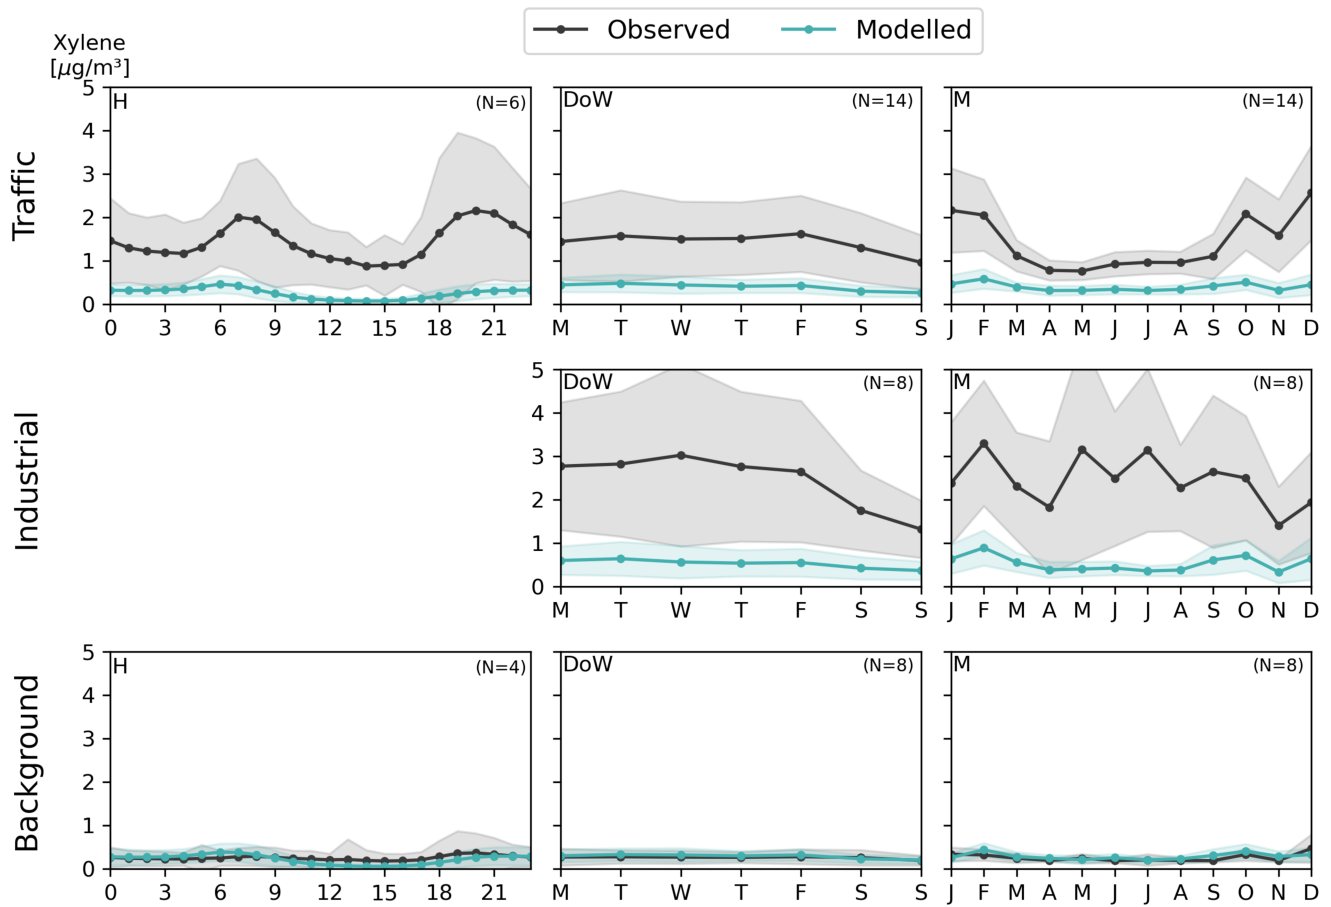 Observed Modelled
Xylene
[μg/m³]
Traffic
5
4
3
2
1
0
H (N=6)
0 3 6 9 12 15 18 21
DoW (N=14)
M T W T F S S
M (N=14)
J F M A M J J A S O N D
Industrial
5
4
3
2
1
0
DoW (N=8)
M T W T F S S
M (N=8)
J F M A M J J A S O N D
Background
5
4
3
2
1
0
H (N=4)
0 3 6 9 12 15 18 21
DoW (N=8)
M T W T F S S
M (N=8)
J F M A M J J A S O N D